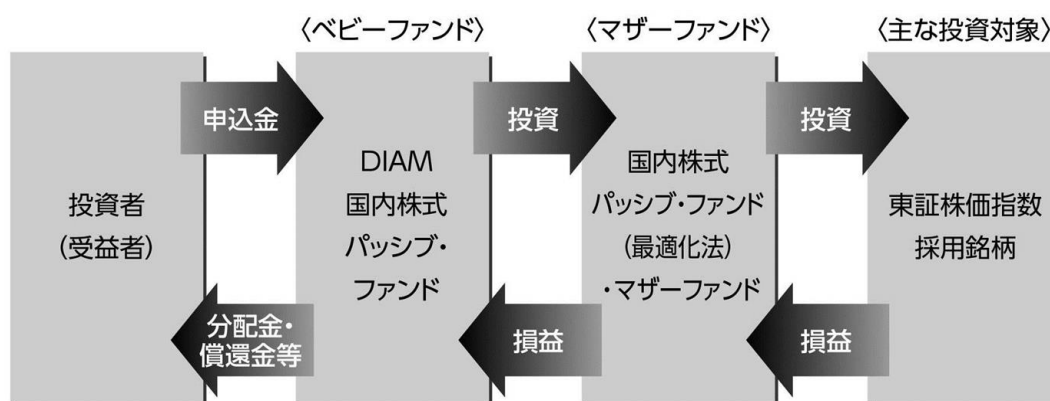 〈ベビーファンド〉
〈マザーファンド〉
〈主な投資対象〉
申込金
投資
投資
投資者
(受益者)
DIAM
国内株式
パッシブ・
ファンド
国内株式
パッシブ・ファンド
(最適化法)
・マザーファンド
東証株価指数
採用銘柄
分配金・
償還金等
損益
損益